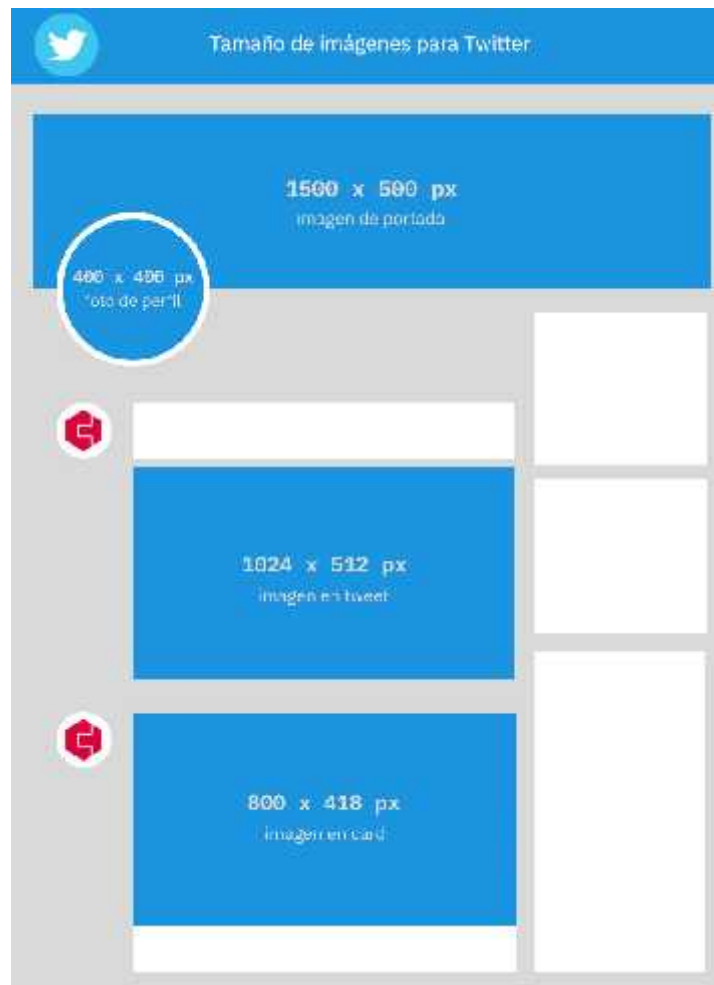 Tamaño de imágenes para Twitter
1500 x 500 px
imagen de portada
400 x 400 px
foto de perfil
1024 x 512 px
imagen en tweet
800 x 418 px
imagen en card